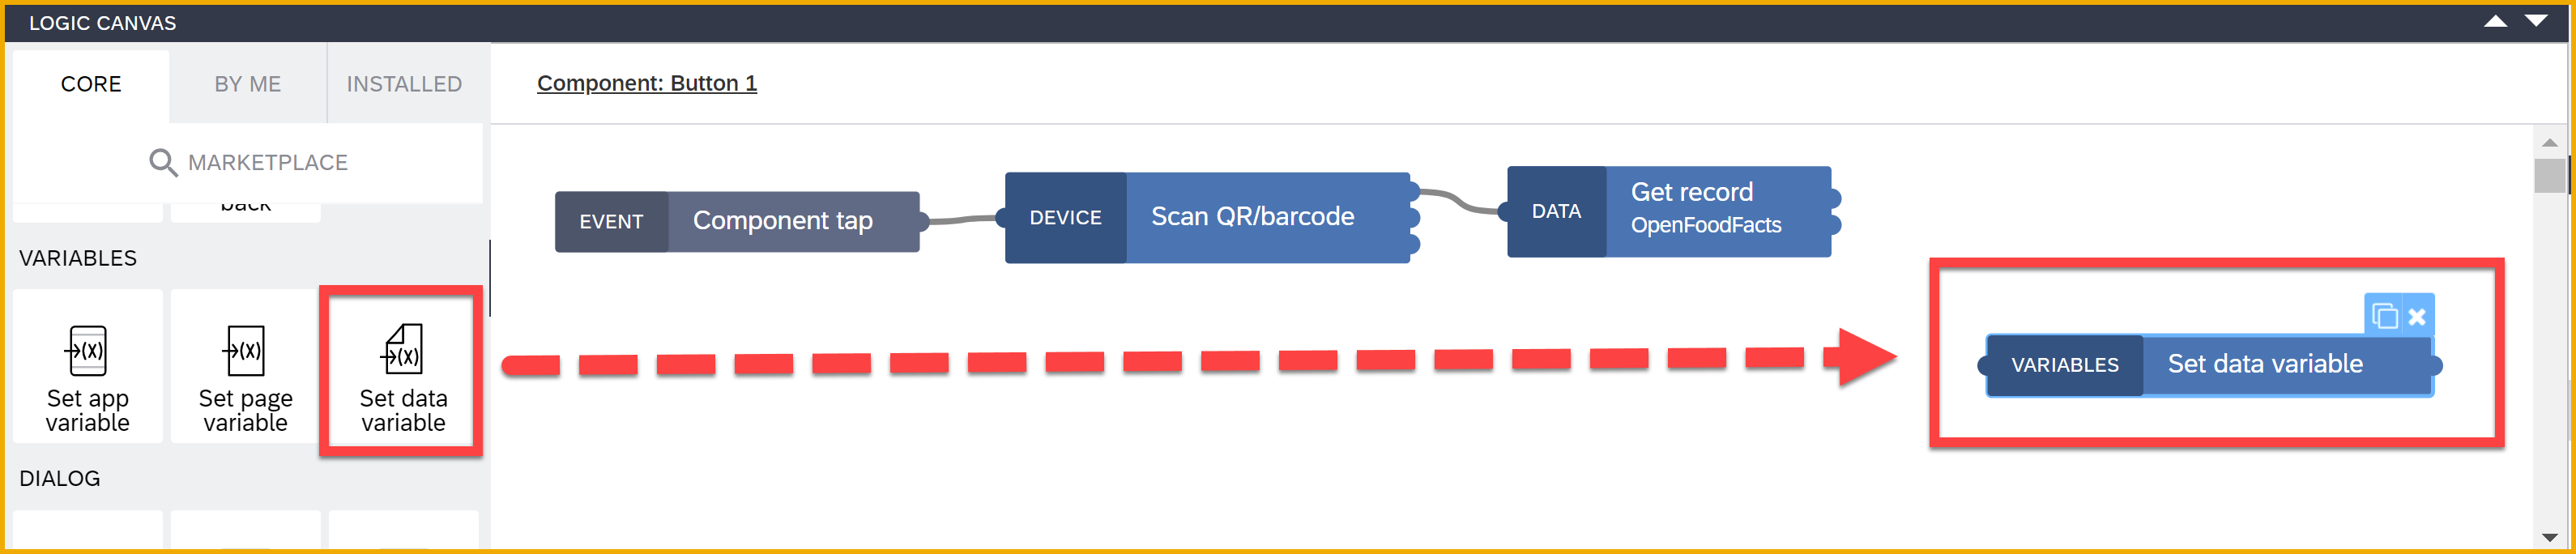 LOGIC CANVAS
CORE
BY ME
INSTALLED
Component: Button 1
MARKETPLACE
back
EVENT
Component tap
DEVICE
Scan QR/barcode
DATA
Get record
OpenFoodFacts
VARIABLES
(X)
(X)
(X)
Set app
variable
Set page
variable
Set data
variable
VARIABLES
Set data variable
DIALOG